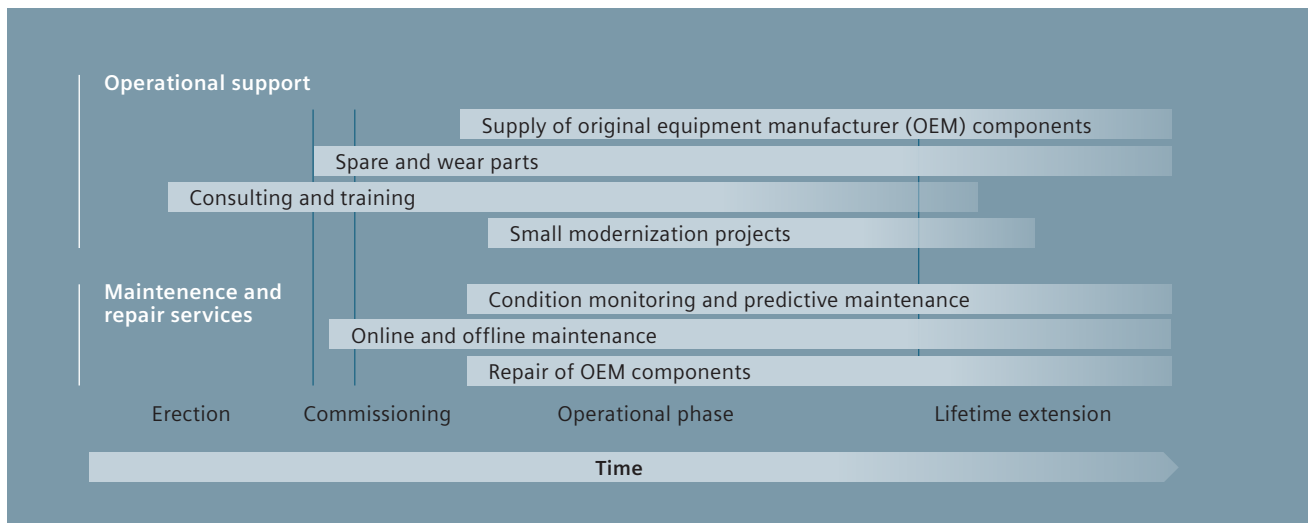 Operational support
Supply of original equipment manufacturer (OEM) components
Spare and wear parts
Consulting and training
Small modernization projects
Maintenence and
repair services
Condition monitoring and predictive maintenance
Online and offline maintenance
Repair of OEM components
Erection
Commissioning
Operational phase
Lifetime extension
Time